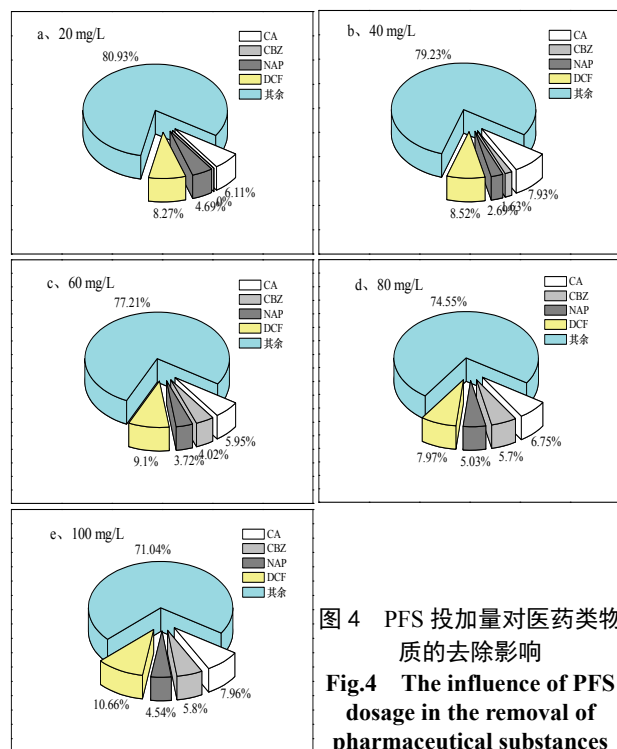 a、20 mg/L
80.93%
CA
CBZ
NAP
DCF
其余
6.11%
0%
4.69%
8.27%
b、40 mg/L
79.23%
CA
CBZ
NAP
DCF
其余
7.93%
1.63%
2.69%
8.52%
c、60 mg/L
77.21%
CA
CBZ
NAP
DCF
其余
5.95%
4.02%
3.72%
9.1%
d、80 mg/L
74.55%
CA
CBZ
NAP
DCF
其余
6.75%
5.7%
5.03%
7.97%
e、100 mg/L
71.04%
CA
CBZ
NAP
DCF
其余
7.96%
5.8%
4.54%
10.66%
图 4 PFS 投加量对医药类物
质的去除影响
Fig.4 The influence of PFS
dosage in the removal of
pharmaceutical substances